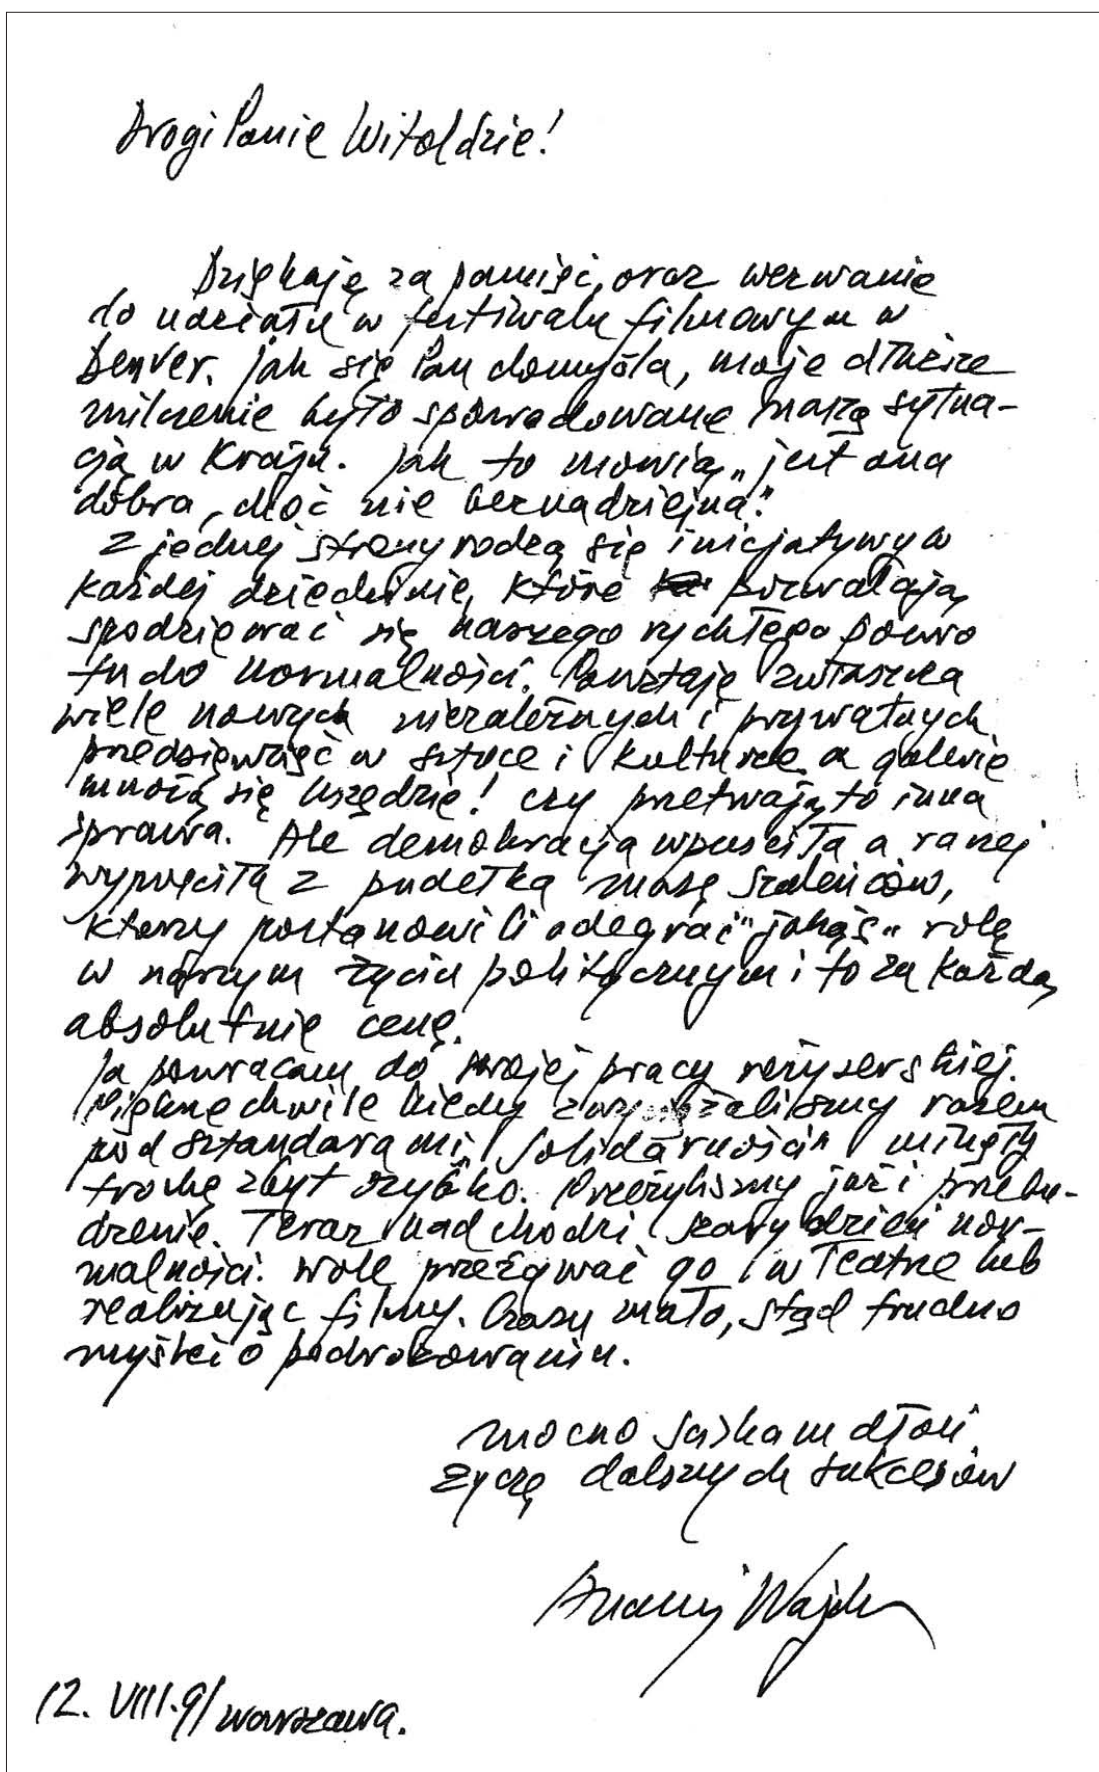 Drogi Panie Witoldzie!
Dziękuję za pamięć, oraz wezwanie
do udziału w festiwalu filmowym w
Denver. Jak się Pan domyśla, moje dłuższe
milczenie było spowodowane naszą sytua-
cją w Kraju. Jak to mówią „jest ona
dobra, choć nie beznadziejna".
Z jednej strony rodzą się inicjatywy w
każdej dziedzinie, które pozwalają
spodziewać się naszego rychłego powro
tu do normalności. Powstaje zwłaszcza
wiele nowych niezależnych i prywatnych
przedsięwzięć w sztuce i kulturze a galerie
mnożą się wszędzie! czy przetrwają to inna
sprawa. Ale demokracja wpuściła a raczej
wypuściła z pudełka masę szaleńców,
którzy postanowili odegrać "jakąś" rolę
w naszym życiu politycznym i to za każdą
absolutnie cenę.
Ja powracam do swojej pracy reżyserskiej.
Piękne chwile kiedy zwyciężaliśmy razem
pod sztandarami „Solidarności" minęły
trochę zbyt szybko. Przeżyliśmy już i przebu-
dzenie. Teraz nadchodzi szary dzień nor-
malności. Wolę przeżywać go w Teatrze lub
realizując filmy. Czasu mało, stąd trudno
myśleć o podróżowaniu.
Mocno ściskam dłoń
życzę dalszych sukcesów
Andrzej Wajda
12. VIII. 91 Warszawa.